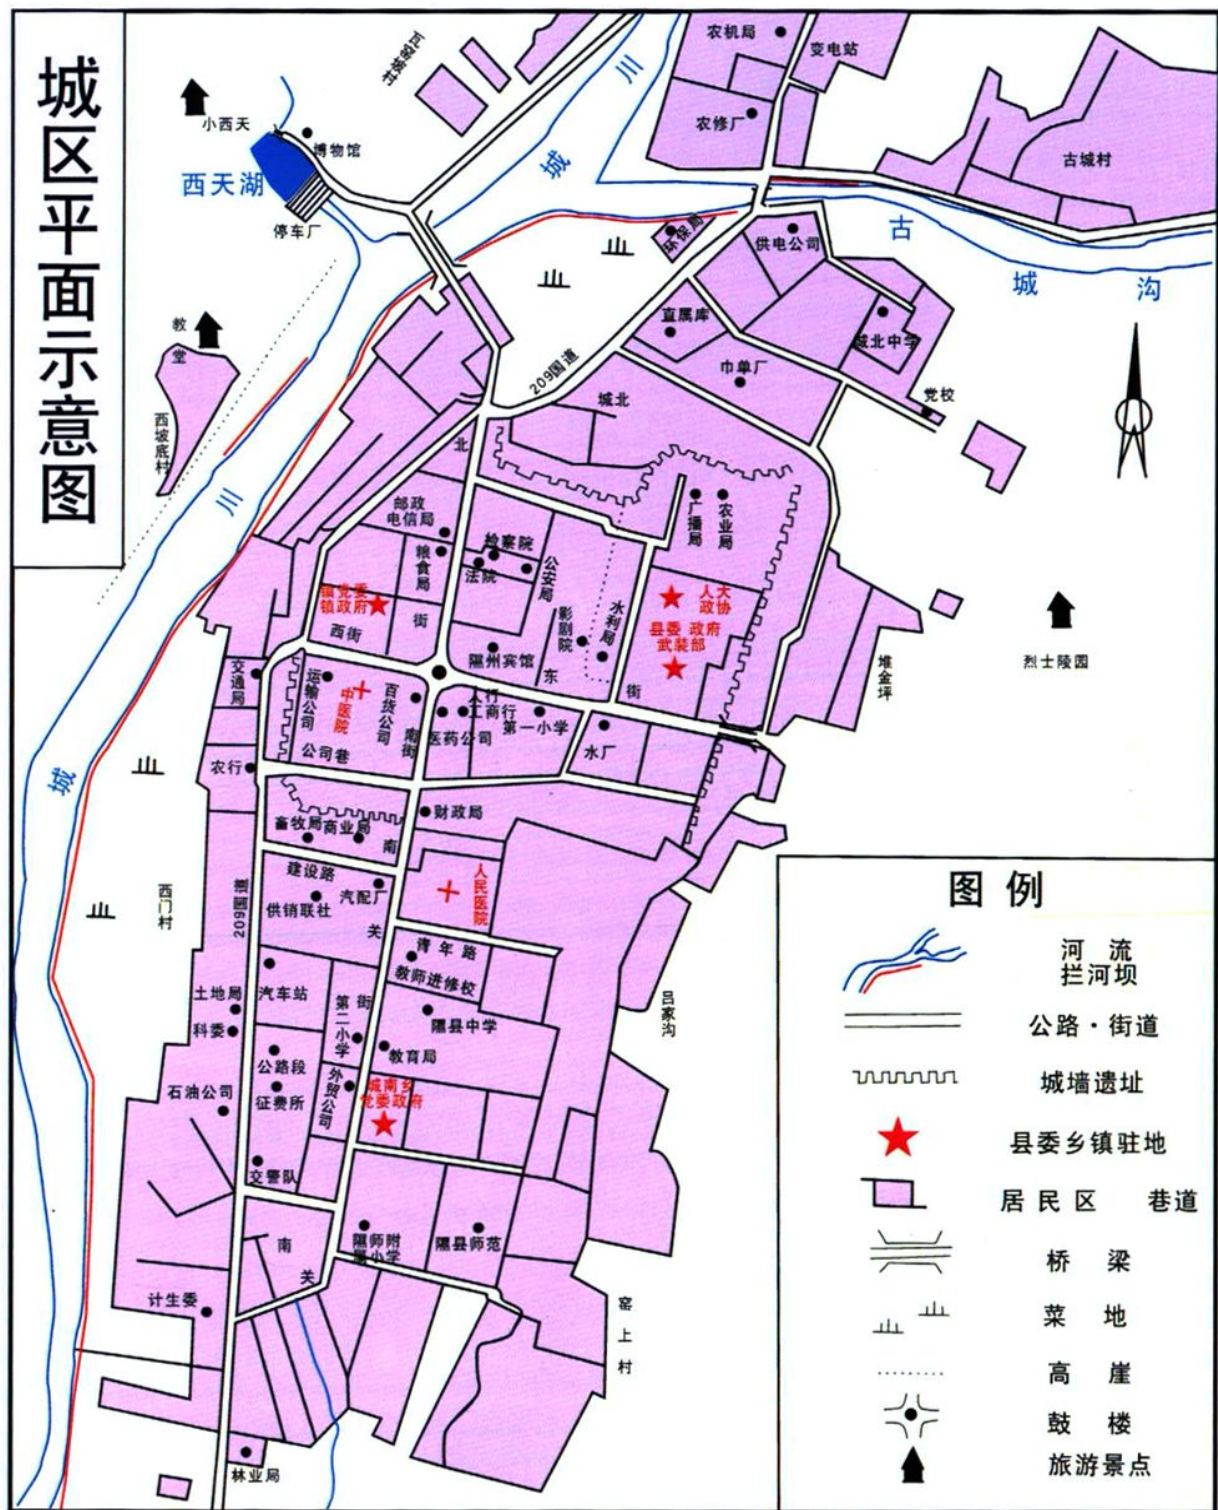 城区平面示意图
农机局
变电站
川
小西天
博物馆
农修厂
城
古城村
西天湖
停车厂
环保局
供电公司
古
城
沟
教堂
直属库
城北中学
209国道
巾单厂
党校
城北
西坡底村
北
川
邮政
电信局
广播局
农业局
检察院
粮食局
法院
公安局
镇党委
镇政府
人大
政协
影剧院
水利局
县委 政府
武装部
西街
街
隰州宾馆
堆金坪
烈士陵园
交通局
运输公司
中医院
百货公司
东
街
人行
工商行
第一小学
南街
医药公司
水厂
公司巷
农行
城
财政局
畜牧局
商业局
南
建设路
汽配厂
人民医院
供销联社
西门村
209国道
关
青年路
教师进修校
土地局
汽车站
第二小学
街
吕家沟
科委
隰县中学
公路段
教育局
石油公司
征费所
外贸公司
城南乡
党委政府
交警队
南
关
隰师附
属小学
隰县师范
计生委
窑上村
林业局
图例
河流
拦河坝
公路·街道
城墙遗址
县委乡镇驻地
居民区 巷道
桥梁
菜地
高崖
鼓楼
旅游景点